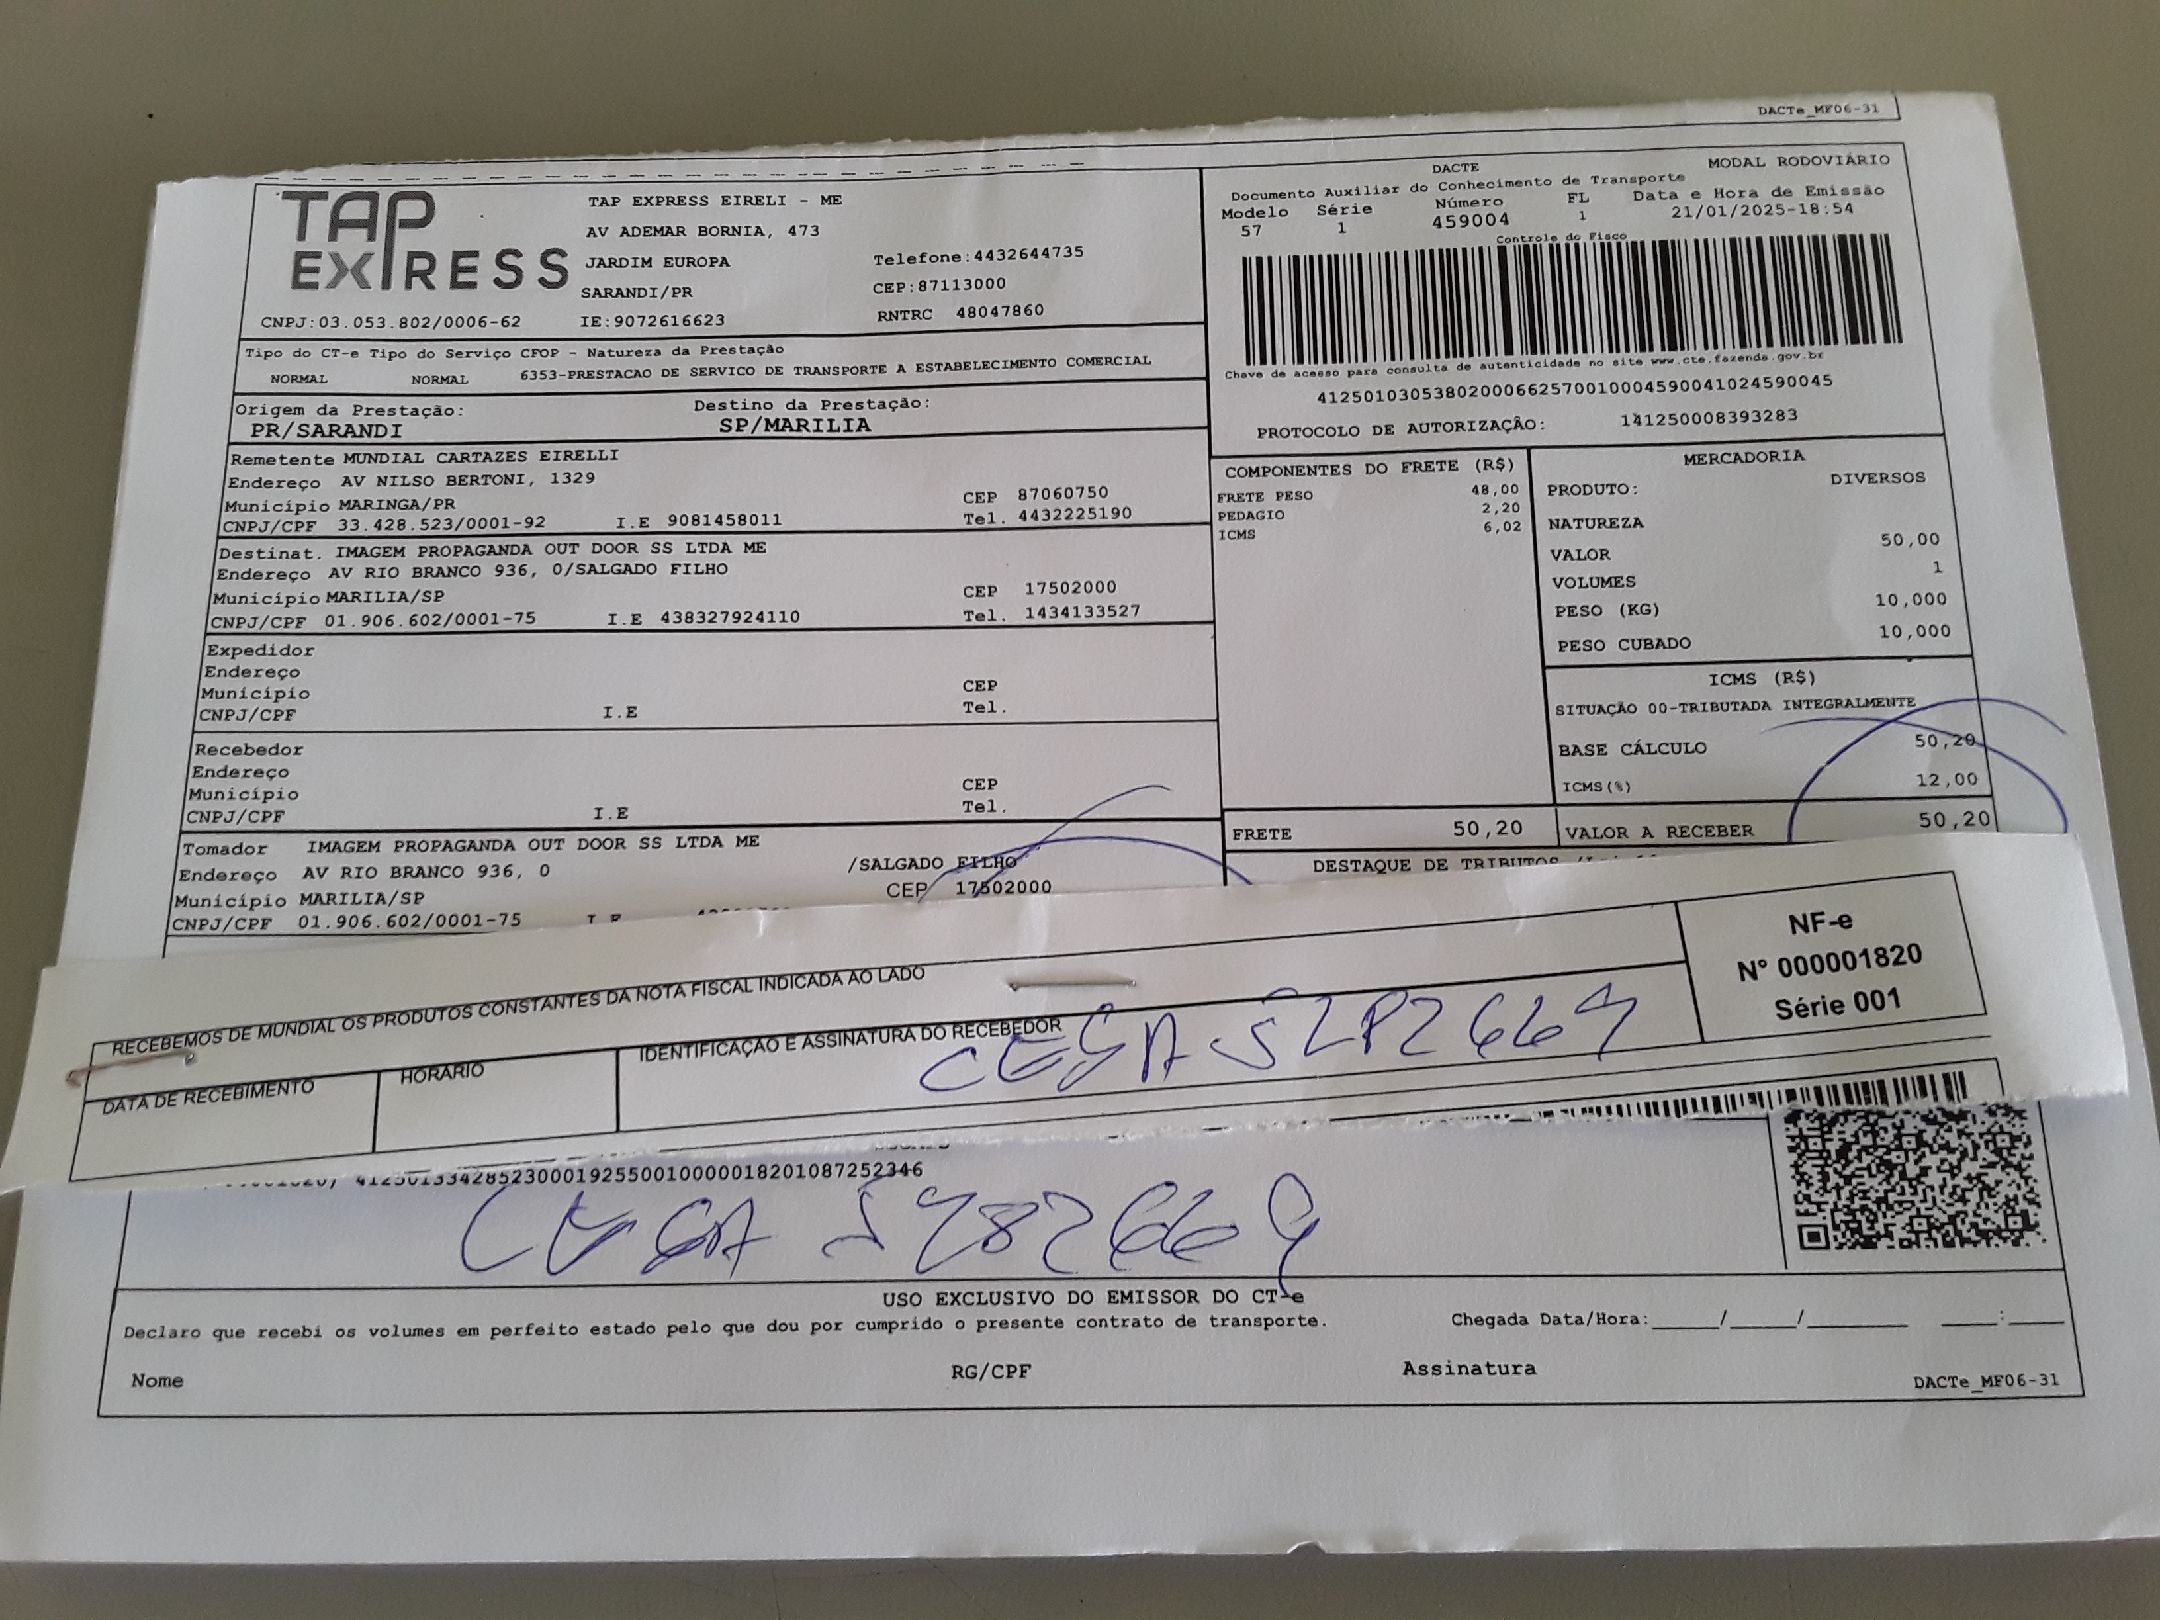 DACTe_MF06-31
TAP EXPRESS
TAP EXPRESS EIRELI - ME
AV ADEMAR BORNIA, 473
JARDIM EUROPA Telefone:4432644735
SARANDI/PR CEP:87113000
CNPJ:03.053.802/0006-62 IE:9072616623 RNTRC 48047860
DACTE MODAL RODOVIÁRIO
Documento Auxiliar do Conhecimento de Transporte
Modelo Série Número FL Data e Hora de Emissão
57 1 459004 1 21/01/2025-18:54
Controle do Fisco
Chave de acesso para consulta de autenticidade no site www.cte.fazenda.gov.br
41250103053802000662570010004590041024590045
PROTOCOLO DE AUTORIZAÇÃO: 141250008393283
Tipo do CT-e Tipo do Serviço CFOP - Natureza da Prestação
NORMAL NORMAL 6353-PRESTACAO DE SERVICO DE TRANSPORTE A ESTABELECIMENTO COMERCIAL
Origem da Prestação: Destino da Prestação:
PR/SARANDI SP/MARILIA
Remetente MUNDIAL CARTAZES EIRELLI
Endereço AV NILSO BERTONI, 1329
Município MARINGA/PR CEP 87060750
CNPJ/CPF 33.428.523/0001-92 I.E 9081458011 Tel. 4432225190
Destinat. IMAGEM PROPAGANDA OUT DOOR SS LTDA ME
Endereço AV RIO BRANCO 936, 0/SALGADO FILHO
Município MARILIA/SP CEP 17502000
CNPJ/CPF 01.906.602/0001-75 I.E 438327924110 Tel. 1434133527
Expedidor
Endereço
Município CEP
CNPJ/CPF I.E Tel.
Recebedor
Endereço
Município CEP
CNPJ/CPF I.E Tel.
Tomador IMAGEM PROPAGANDA OUT DOOR SS LTDA ME
Endereço AV RIO BRANCO 936, 0 /SALGADO FILHO
Município MARILIA/SP CEP 17502000
CNPJ/CPF 01.906.602/0001-75 I.E
COMPONENTES DO FRETE (R$)
FRETE PESO 48,00
PEDAGIO 2,20
ICMS 6,02
MERCADORIA
PRODUTO: DIVERSOS
NATUREZA
VALOR 50,00
VOLUMES 1
PESO (KG) 10,000
PESO CUBADO 10,000
ICMS (R$)
SITUAÇÃO 00-TRIBUTADA INTEGRALMENTE
BASE CÁLCULO 50,20
ICMS(%) 12,00
FRETE 50,20 VALOR A RECEBER 50,20
DESTAQUE DE TRIBUTOS
RECEBEMOS DE MUNDIAL OS PRODUTOS CONSTANTES DA NOTA FISCAL INDICADA AO LADO
DATA DE RECEBIMENTO HORÁRIO IDENTIFICAÇÃO E ASSINATURA DO RECEBEDOR
NF-e
N° 000001820
Série 001
41250133428523000192550010000018201087252346
USO EXCLUSIVO DO EMISSOR DO CT-e
Declaro que recebi os volumes em perfeito estado pelo que dou por cumprido o presente contrato de transporte. Chegada Data/Hora:_____/_____/_______ ____:____
Nome RG/CPF Assinatura
DACTe_MF06-31